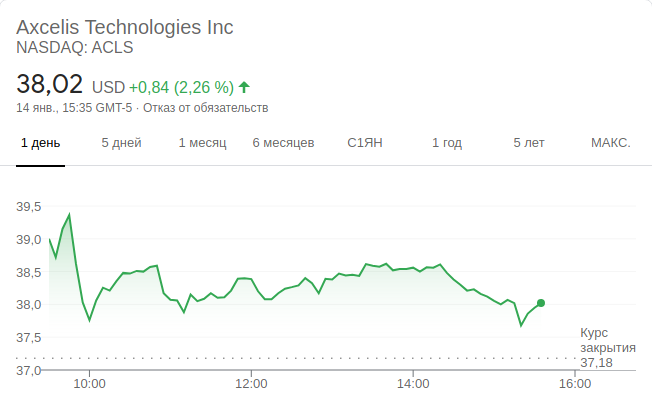 Axcelis Technologies Inc
NASDAQ: ACLS
38,02 USD +0,84 (2,26 %)
14 янв., 15:35 GMT-5 · Отказ от обязательств
1 день 5 дней 1 месяц 6 месяцев С1ЯН 1 год 5 лет МАКС.
39,5
39,0
38,5
38,0
37,5
Курс
закрытия
37,18
37,0
10:00 12:00 14:00 16:00